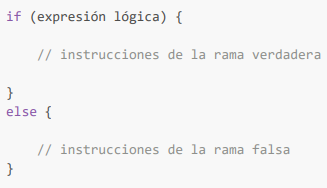 if (expresión lógica) {
// instrucciones de la rama verdadera
}
else {
// instrucciones de la rama falsa
}